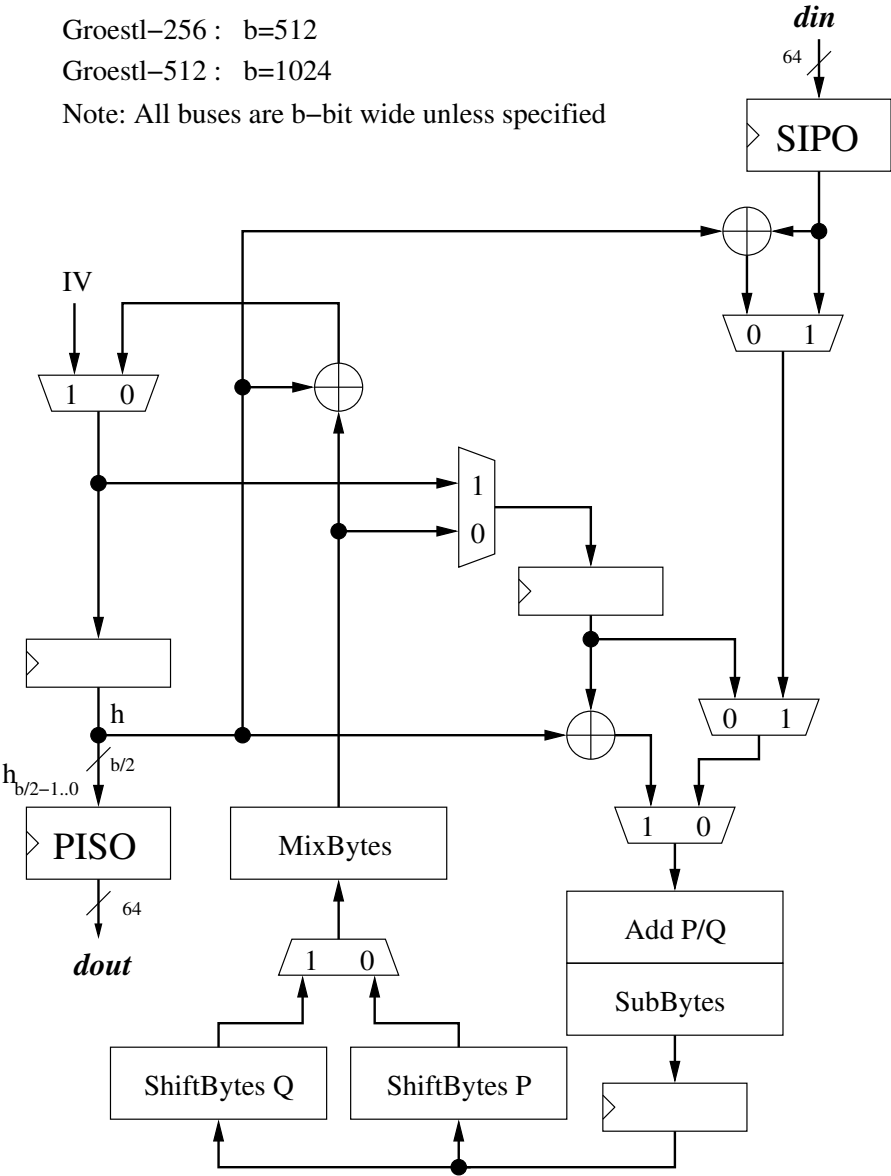 Groestl−256 : b=512
Groestl−512 : b=1024
Note: All buses are b−bit wide unless specified
din
64
SIPO
IV
0 1
1 0
1
0
h
0 1
b/2
h b/2−1..0
1 0
PISO
MixBytes
64
dout
Add P/Q
1 0
SubBytes
ShiftBytes Q
ShiftBytes P